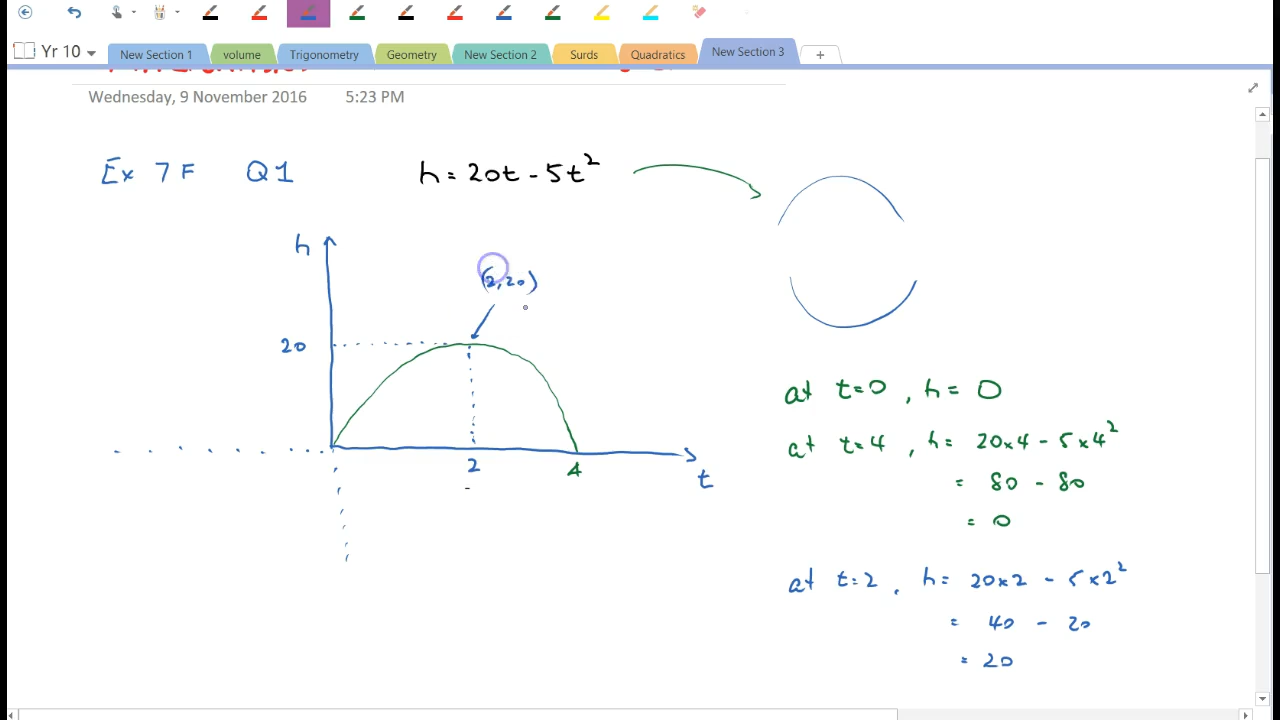 Yr 10
New Section 1
volume
Trigonometry
Geometry
New Section 2
Surds
Quadratics
New Section 3
+
Wednesday, 9 November 2016 5:23 PM
Ex 7F Q1
h = 20t - 5t²
h
(2, 20)
20
2
4
t
at t=0, h= 0
at t=4, h= 20×4 - 5×4²
= 80 - 80
= 0
at t=2, h= 20×2 - 5×2²
= 40 - 20
= 20